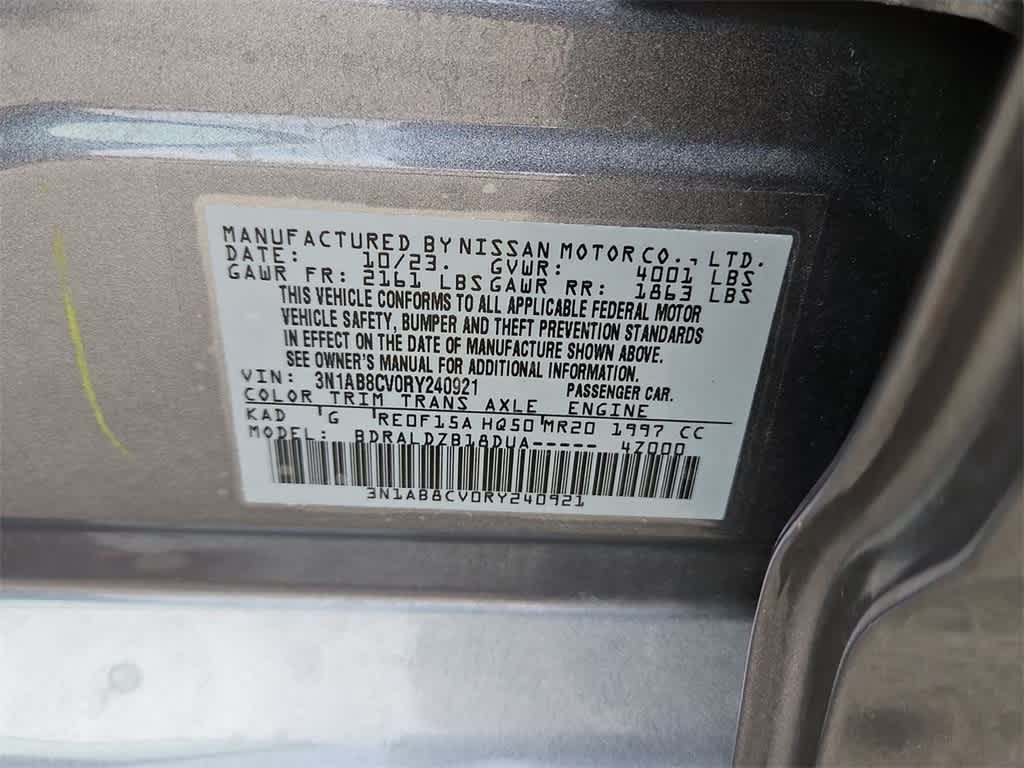 MANUFACTURED BY NISSAN MOTOR CO., LTD.
DATE: 10/23. GVWR: 4001 LBS
GAWR FR: 2161 LBS GAWR RR: 1863 LBS
THIS VEHICLE CONFORMS TO ALL APPLICABLE FEDERAL MOTOR
VEHICLE SAFETY, BUMPER AND THEFT PREVENTION STANDARDS
IN EFFECT ON THE DATE OF MANUFACTURE SHOWN ABOVE.
SEE OWNER'S MANUAL FOR ADDITIONAL INFORMATION.
VIN: 3N1AB8CV0RY240921 PASSENGER CAR.
COLOR TRIM TRANS AXLE ENGINE
KAD G RE0F15A HQ50 MR20 1997 CC
MODEL: BDRALDZB18DUA----- 4Z000
3N1AB8CV0RY240921